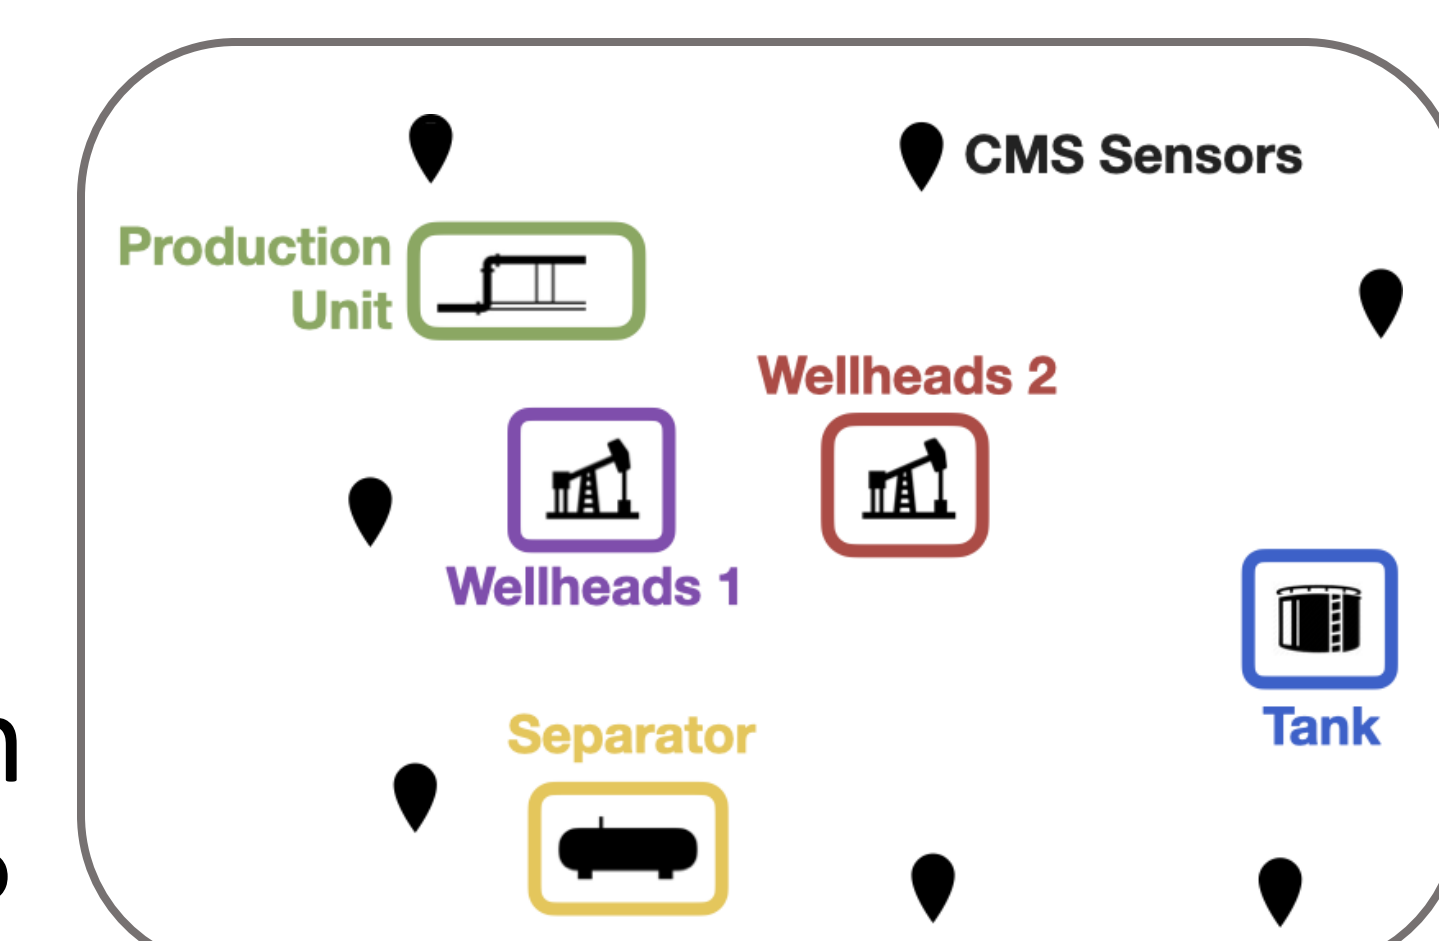 CMS Sensors
Production
Unit
Wellheads 2
Wellheads 1
Separator
Tank